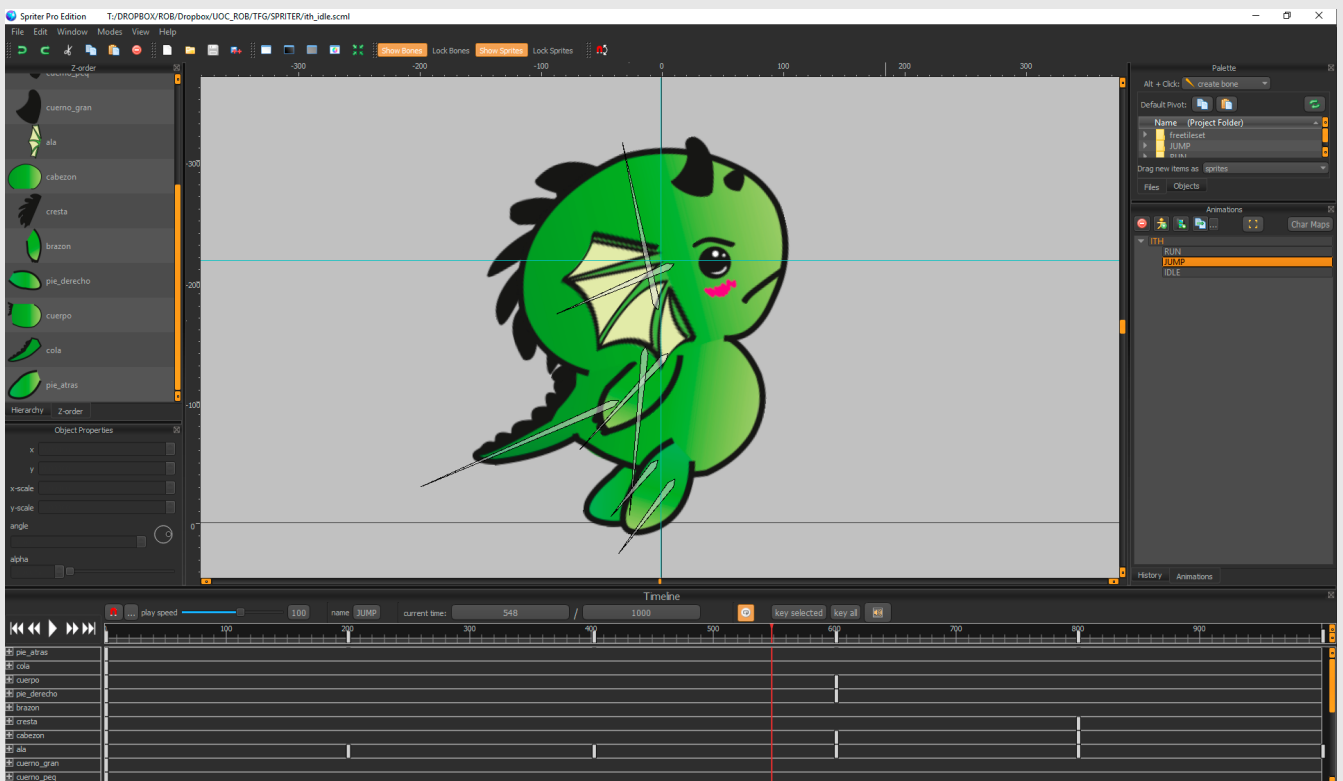 Spriter Pro Edition T:/DROPBOX/ROB/Dropbox/UOC_ROB/TFG/SPRITER/ith_idle.scml
File Edit Window Modes View Help
Show Bones Lock Bones Show Sprites Lock Sprites
Z-order
cuerno_peq
cuerno_gran
ala
cabezon
cresta
brazon
pie_derecho
cuerpo
cola
pie_atras
Hierarchy Z-order
Object Properties
x
y
x-scale
y-scale
angle
alpha
-300 -200 -100 0 100 200 300
-300
-200
-100
0
Palette
Alt + Click: create bone
Default Pivot:
Name (Project Folder)
freetileset
JUMP
RUN
Drag new items as sprites
Files Objects
Animations
... Char Maps
ITH
RUN
JUMP
IDLE
History Animations
Timeline
... play speed 100 name JUMP current time: 548 / 1000 key selected key all
100 200 300 400 500 600 700 800 900
pie_atras
cola
cuerpo
pie_derecho
brazon
cresta
cabezon
ala
cuerno_gran
cuerno_peq